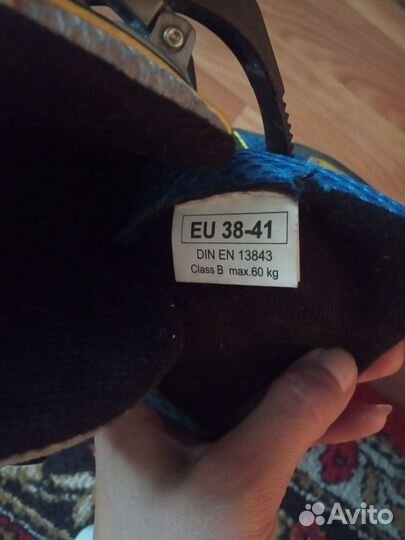 EU 38-41
DIN EN 13843
Class B max.60 kg
Avito